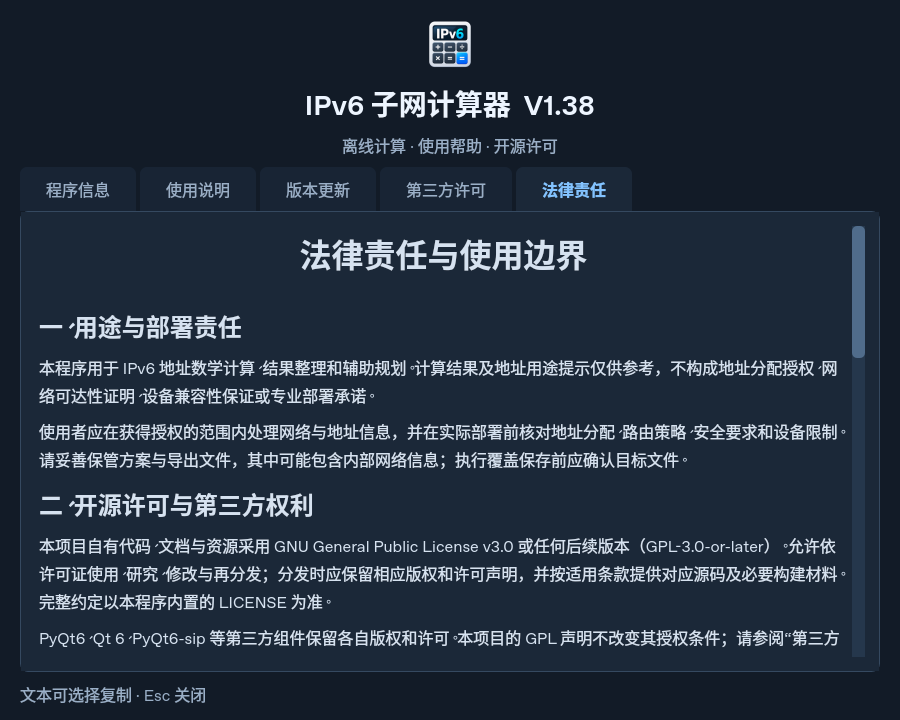 IPv6
IPv6 子网计算器 V1.38
离线计算 · 使用帮助 · 开源许可
程序信息 使用说明 版本更新 第三方许可 法律责任
法律责任与使用边界
一、用途与部署责任
本程序用于 IPv6 地址数学计算、结果整理和辅助规划。计算结果及地址用途提示仅供参考，不构成地址分配授权、网
络可达性证明、设备兼容性保证或专业部署承诺。
使用者应在获得授权的范围内处理网络与地址信息，并在实际部署前核对地址分配、路由策略、安全要求和设备限制。
请妥善保管方案与导出文件，其中可能包含内部网络信息；执行覆盖保存前应确认目标文件。
二、开源许可与第三方权利
本项目自有代码、文档与资源采用 GNU General Public License v3.0 或任何后续版本（GPL-3.0-or-later）。允许依
许可证使用、研究、修改与再分发；分发时应保留相应版权和许可声明，并按适用条款提供对应源码及必要构建材料。
完整约定以本程序内置的 LICENSE 为准。
PyQt6、Qt 6、PyQt6-sip 等第三方组件保留各自版权和许可。本项目的 GPL 声明不改变其授权条件；请参阅“第三方
文本可选择复制 · Esc 关闭